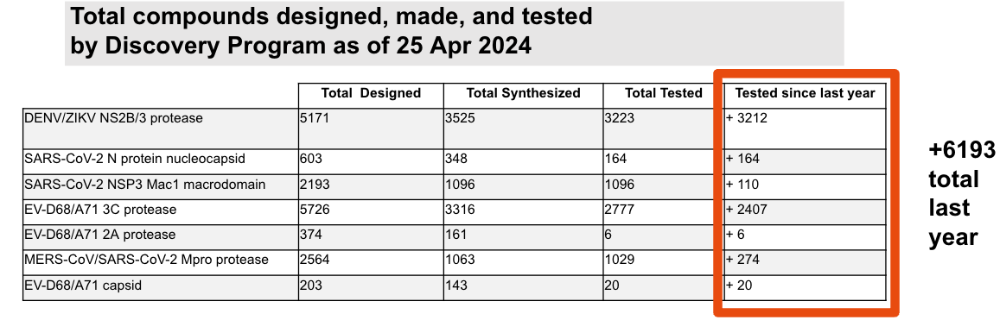 Total compounds designed, made, and tested
by Discovery Program as of 25 Apr 2024
Total Designed Total Synthesized Total Tested Tested since last year
DENV/ZIKV NS2B/3 protease 5171 3525 3223 + 3212
SARS-CoV-2 N protein nucleocapsid 603 348 164 + 164
SARS-CoV-2 NSP3 Mac1 macrodomain 2193 1096 1096 + 110
EV-D68/A71 3C protease 5726 3316 2777 + 2407
EV-D68/A71 2A protease 374 161 6 + 6
MERS-CoV/SARS-CoV-2 Mpro protease 2564 1063 1029 + 274
EV-D68/A71 capsid 203 143 20 + 20
+6193
total
last
year